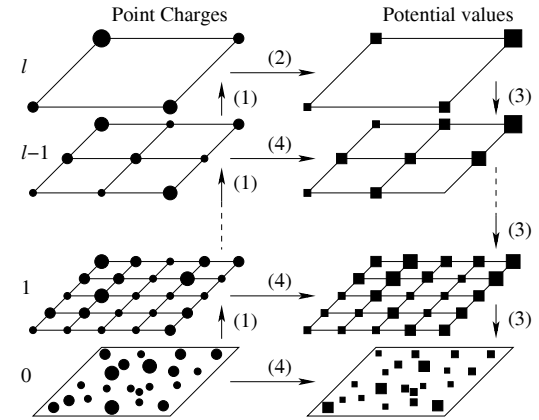 Point Charges Potential values
l (2)
(1) (3)
l−1 (4)
(1) (3)
1 (4)
(1) (3)
0 (4)